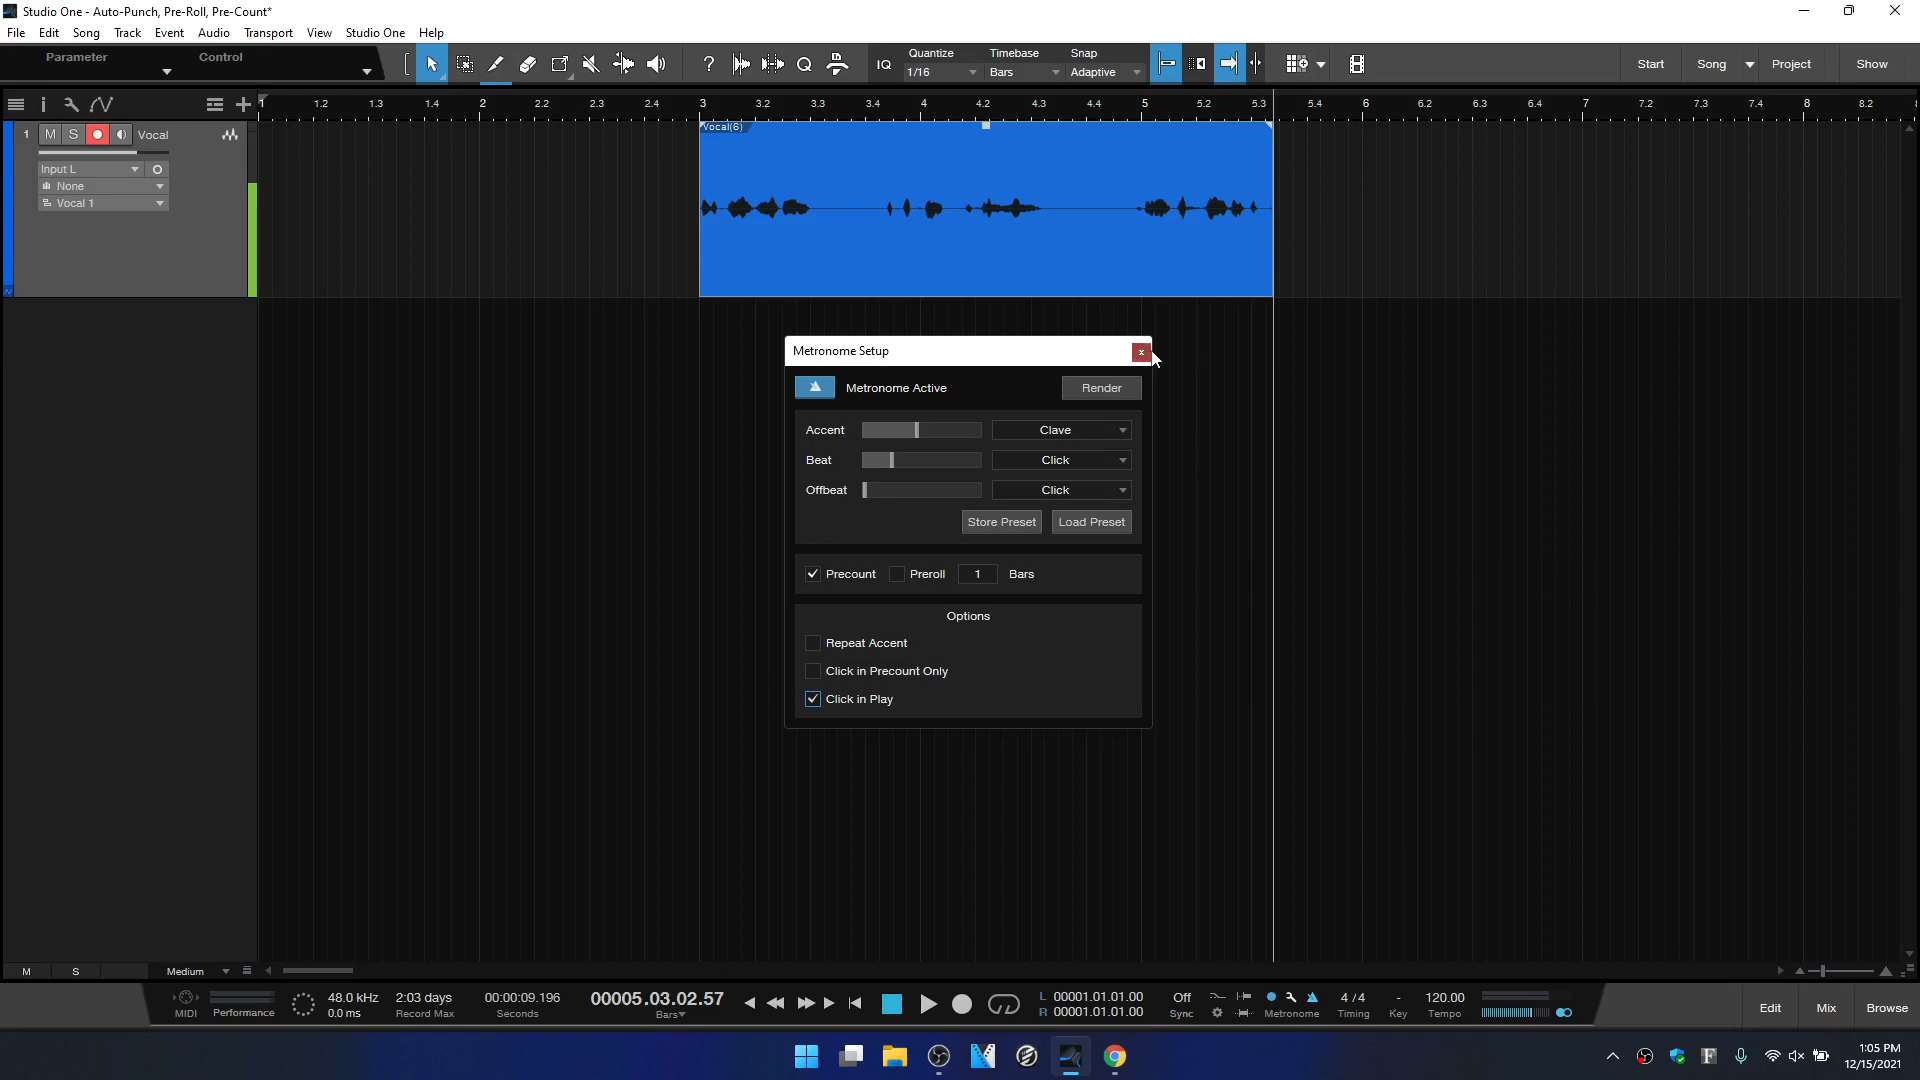 Studio One - Auto-Punch, Pre-Roll, Pre-Count*
File Edit Song Track Event Audio Transport View Studio One Help
Parameter Control
Quantize Timebase Snap
IQ 1/16 Bars Adaptive
Start Song Project Show
1 1.2 1.3 1.4 2 2.2 2.3 2.4 3 3.2 3.3 3.4 4 4.2 4.3 4.4 5 5.2 5.3 5.4 6 6.2 6.3 6.4 7 7.2 7.3 7.4 8 8.2
1 M S Vocal
Vocal(6)
Input L
None
Vocal 1
Metronome Setup
Metronome Active Render
Accent Clave
Beat Click
Offbeat Click
Store Preset Load Preset
Precount Preroll 1 Bars
Options
Repeat Accent
Click in Precount Only
Click in Play
M S Medium
MIDI Performance
48.0 kHz
0.0 ms
2:03 days
Record Max
00:00:09.196
Seconds
00005.03.02.57
Bars
L 00001.01.01.00
R 00001.01.01.00
Off
Sync
Metronome
4 / 4
Timing
-
Key
120.00
Tempo
Edit Mix Browse
1:05 PM
12/15/2021